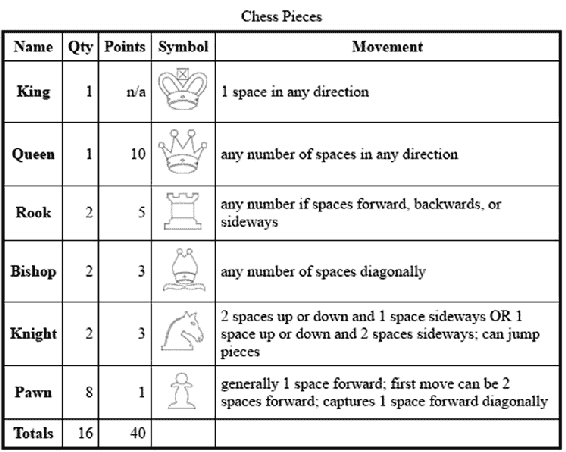 Chess Pieces
Name Qty Points Symbol Movement
King 1 n/a 1 space in any direction
Queen 1 10 any number of spaces in any direction
Rook 2 5 any number if spaces forward, backwards, or
sideways
Bishop 2 3 any number of spaces diagonally
Knight 2 3 2 spaces up or down and 1 space sideways OR 1
space up or down and 2 spaces sideways; can jump
pieces
Pawn 8 1 generally 1 space forward; first move can be 2
spaces forward; captures 1 space forward diagonally
Totals 16 40